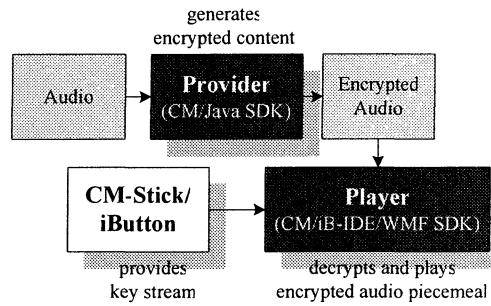 generates
encrypted content
Audio
Provider
(CM/Java SDK)
Encrypted
Audio
CM-Stick/
iButton
Player
(CM/iB-IDE/WMF SDK)
provides
key stream
decrypts and plays
encrypted audio piecemeal